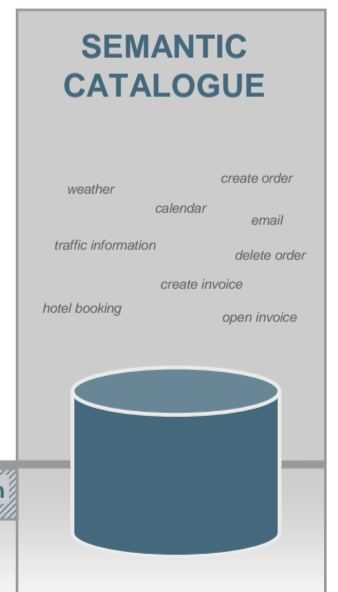 SEMANTIC
CATALOGUE
create order
weather
calendar
email
traffic information
delete order
create invoice
hotel booking
open invoice